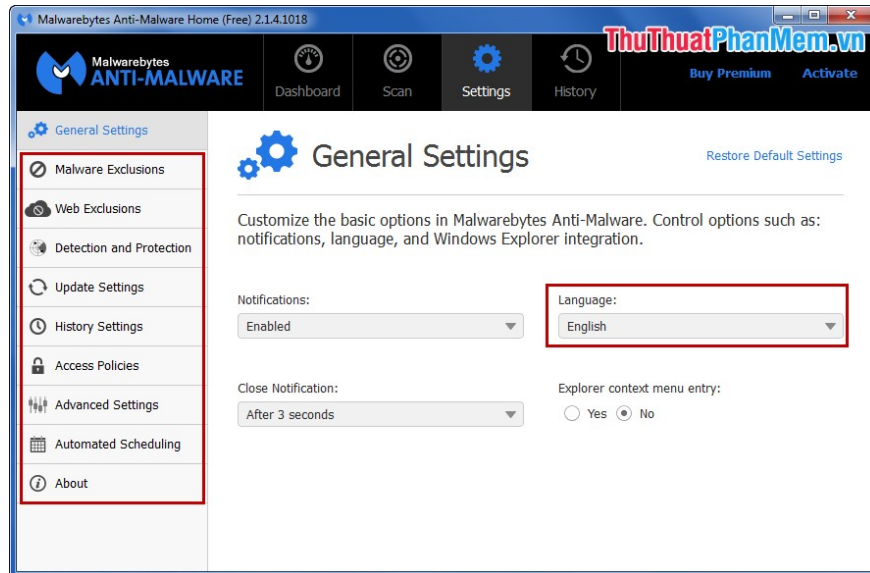 Malwarebytes Anti-Malware Home (Free) 2.1.4.1018
ThuThuatPhanMem.vn
Malwarebytes
ANTI-MALWARE
Dashboard
Scan
Settings
History
Buy Premium
Activate
General Settings
Malware Exclusions
Web Exclusions
Detection and Protection
Update Settings
History Settings
Access Policies
Advanced Settings
Automated Scheduling
About
General Settings
Restore Default Settings
Customize the basic options in Malwarebytes Anti-Malware. Control options such as:
notifications, language, and Windows Explorer integration.
Notifications:
Enabled
Language:
English
Close Notification:
After 3 seconds
Explorer context menu entry:
Yes
No